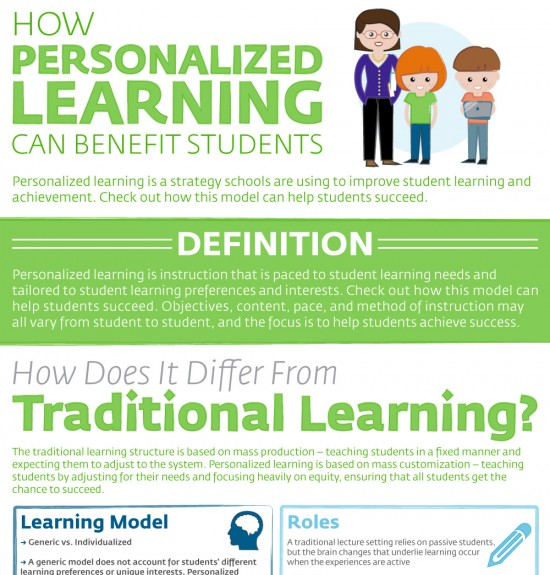 HOW
PERSONALIZED
LEARNING
CAN BENEFIT STUDENTS
Personalized learning is a strategy schools are using to improve student learning and
achievement. Check out how this model can help students succeed.
DEFINITION
Personalized learning is instruction that is paced to student learning needs and
tailored to student learning preferences and interests. Check out how this model can
help students succeed. Objectives, content, pace, and method of instruction may
all vary from student to student, and the focus is to help students achieve success.
How Does It Differ From
Traditional Learning?
The traditional learning structure is based on mass production – teaching students in a fixed manner and
expecting them to adjust to the system. Personalized learning is based on mass customization – teaching
students by adjusting for their needs and focusing heavily on equity, ensuring that all students get the
chance to succeed.
Learning Model
→ Generic vs. Individualized
→ A generic model does not account for students' different
learning preferences or unique interests. Personalized
Roles
A traditional lecture setting relies on passive students,
but the brain changes that underlie learning occur
when the experiences are active